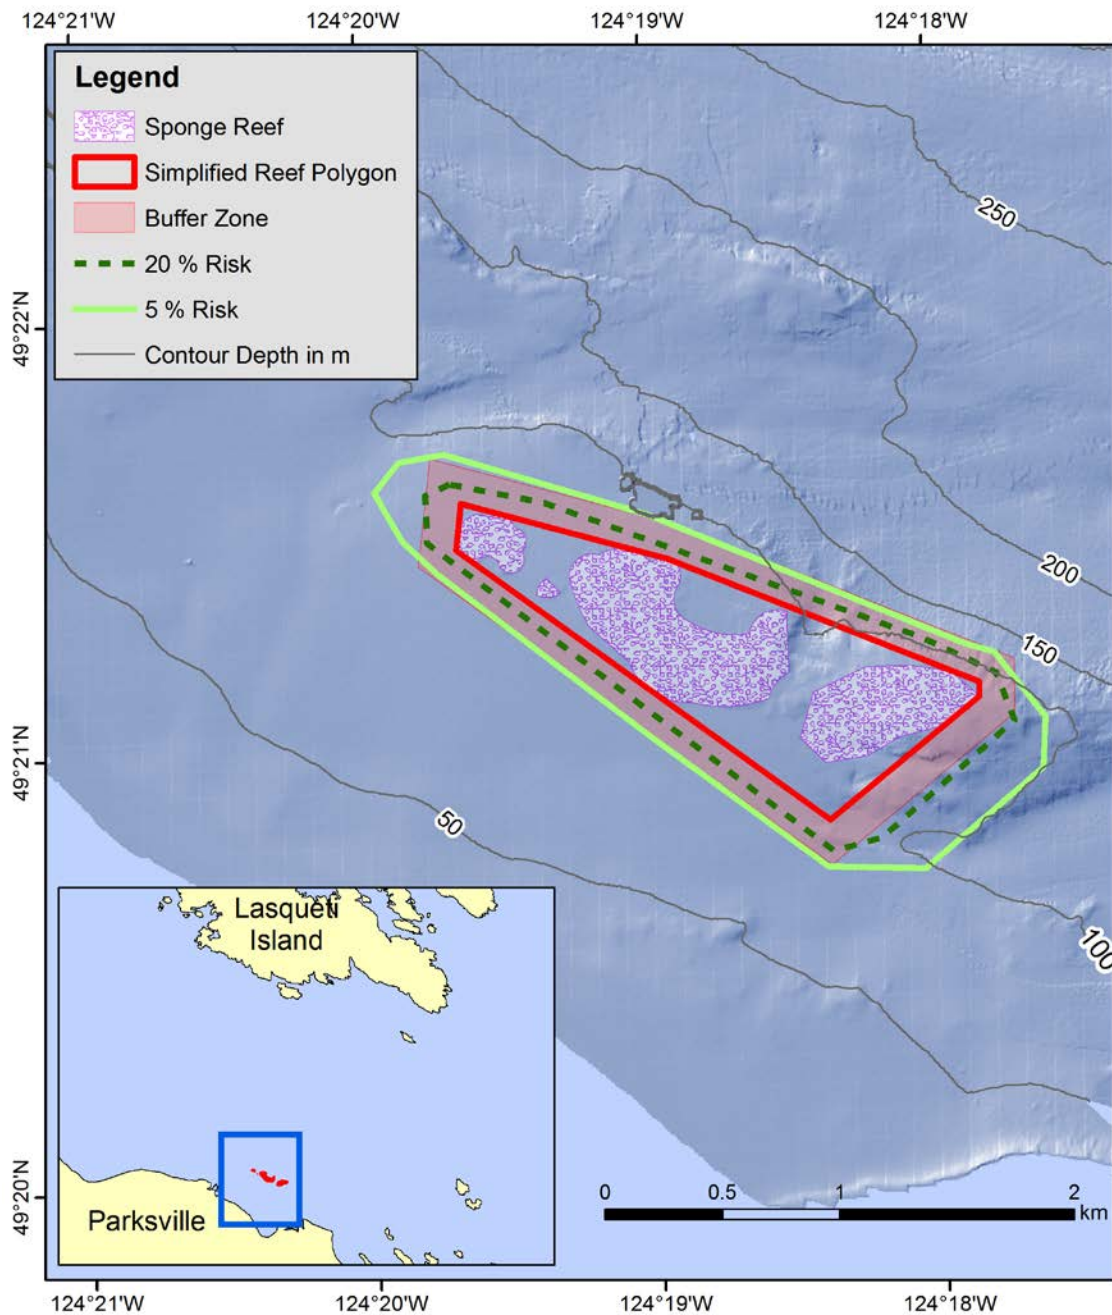 124°21'W 124°20'W 124°19'W 124°18'W
Legend
Sponge Reef
Simplified Reef Polygon
Buffer Zone
20 % Risk
5 % Risk
Contour Depth in m
250
49°22'N
200
150
49°21'N
50
100
Lasqueti
Island
Parksville
49°20'N
0 0.5 1 2
km
124°21'W 124°20'W 124°19'W 124°18'W